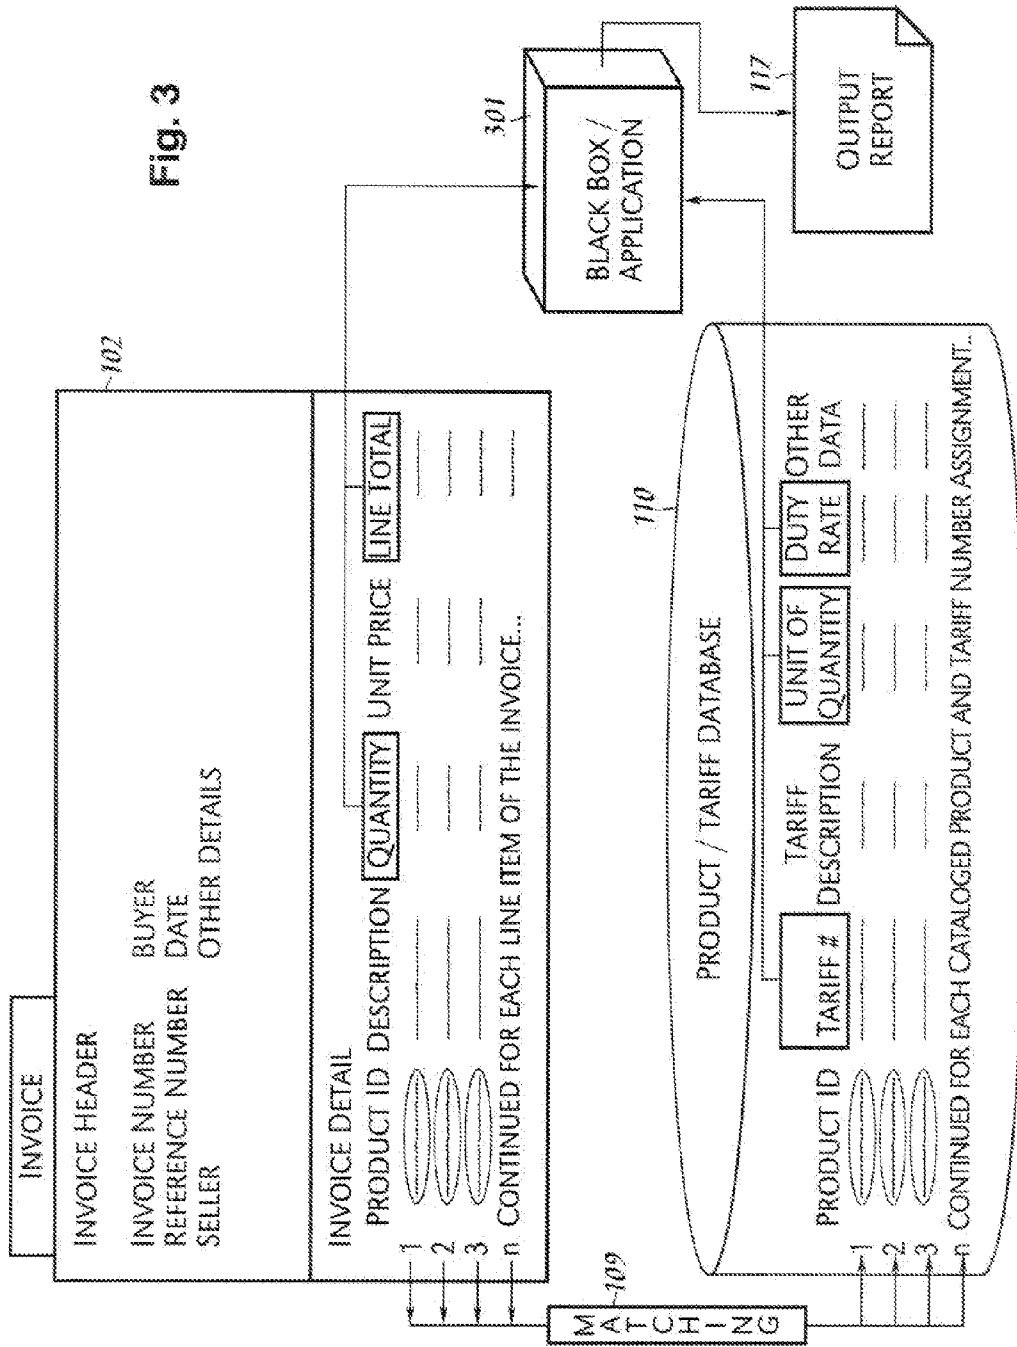 Fig. 3
INVOICE
102
INVOICE HEADER
INVOICE NUMBER BUYER
REFERENCE NUMBER DATE
SELLER OTHER DETAILS
INVOICE DETAIL
PRODUCT ID DESCRIPTION QUANTITY UNIT PRICE LINE TOTAL
1
2
3
n CONTINUED FOR EACH LINE ITEM OF THE INVOICE...
301
BLACK BOX /
APPLICATION
109
MATCHING
110
PRODUCT / TARIFF DATABASE
PRODUCT ID TARIFF # TARIFF DESCRIPTION UNIT OF QUANTITY DUTY RATE OTHER DATA
1
2
3
n CONTINUED FOR EACH CATALOGED PRODUCT AND TARIFF NUMBER ASSIGNMENT...
117
OUTPUT
REPORT